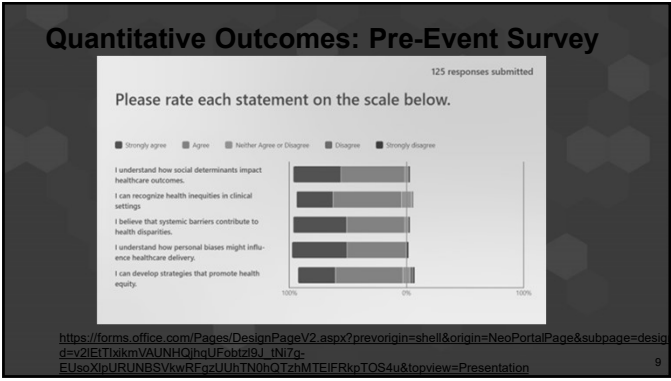 Quantitative Outcomes: Pre-Event Survey
125 responses submitted
Please rate each statement on the scale below.
Strongly agree Agree Neither Agree or Disagree Disagree Strongly disagree
I understand how social determinants impact
healthcare outcomes.
I can recognize health inequities in clinical
settings
I believe that systemic barriers contribute to
health disparities.
I understand how personal biases might influ-
ence healthcare delivery.
I can develop strategies that promote health
equity.
100% 0% 100%
https://forms.office.com/Pages/DesignPageV2.aspx?prevorigin=shell&origin=NeoPortalPage&subpage=desig
EUsoXlpURUNBSVkwRFgzUUhTN0hQTzhMTElFRkpTOS4u&topview=Presentation
9